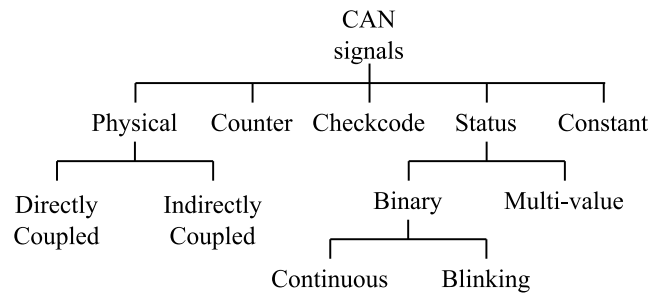 CAN
signals
Physical
Counter
Checkcode
Status
Constant
Directly
Coupled
Indirectly
Coupled
Binary
Multi-value
Continuous
Blinking